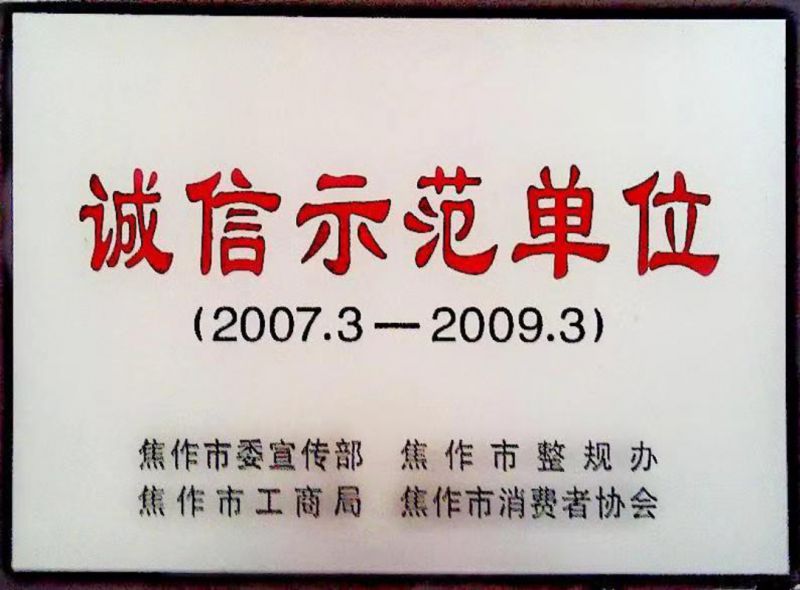 诚信示范单位
(2007.3—2009.3)
焦作市委宣传部 焦作市整规办
焦作市工商局 焦作市消费者协会